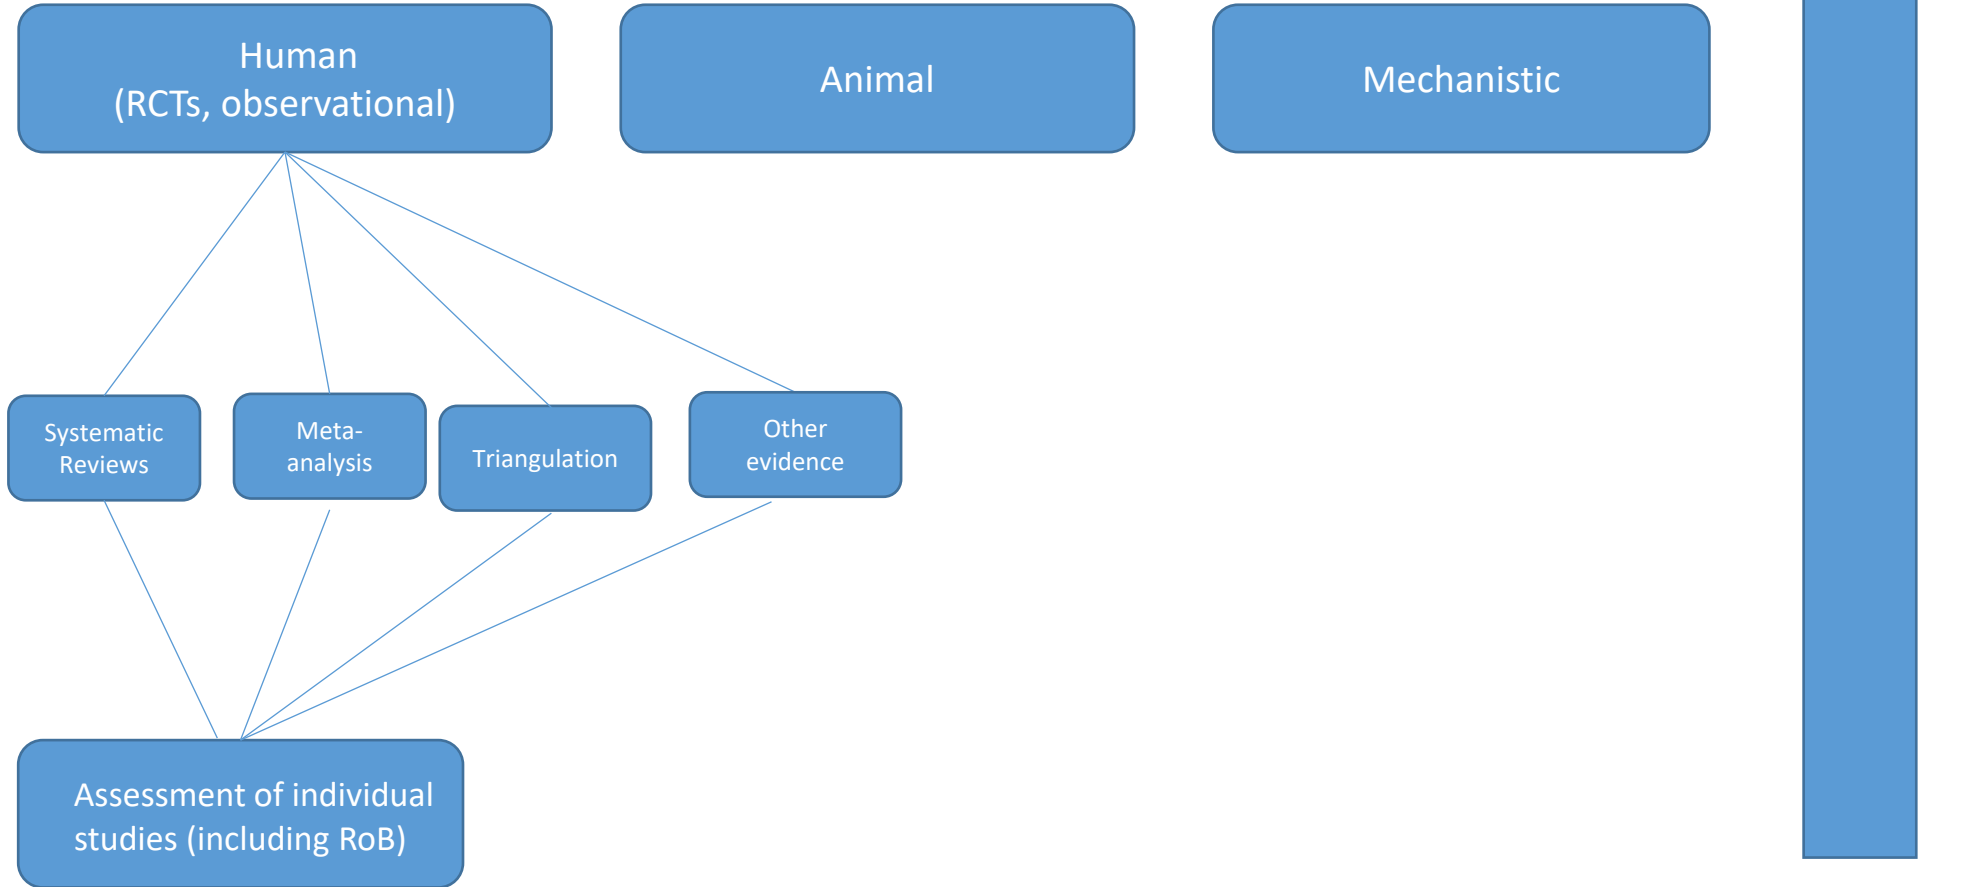 Human
(RCTs, observational)
Animal
Mechanistic
Systematic
Reviews
Meta-
analysis
Triangulation
Other
evidence
Assessment of individual
studies (including RoB)